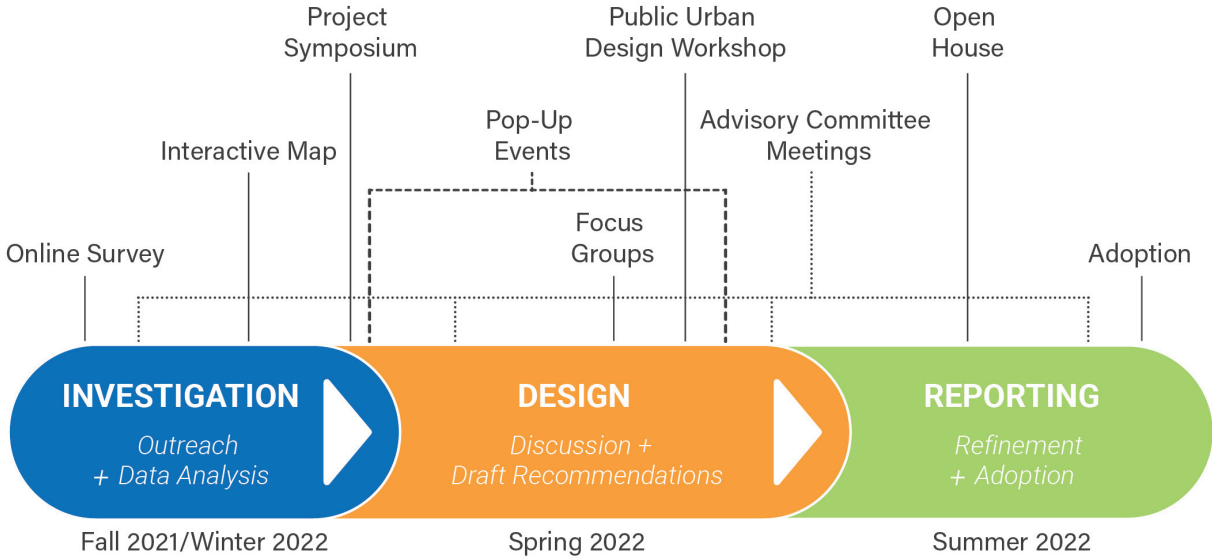 Project
Symposium
Public Urban
Design Workshop
Open
House
Pop-Up
Events
Advisory Committee
Meetings
Interactive Map
Focus
Groups
Online Survey
Adoption
INVESTIGATION
Outreach
+ Data Analysis
DESIGN
Discussion +
Draft Recommendations
REPORTING
Refinement
+ Adoption
Fall 2021/Winter 2022
Spring 2022
Summer 2022